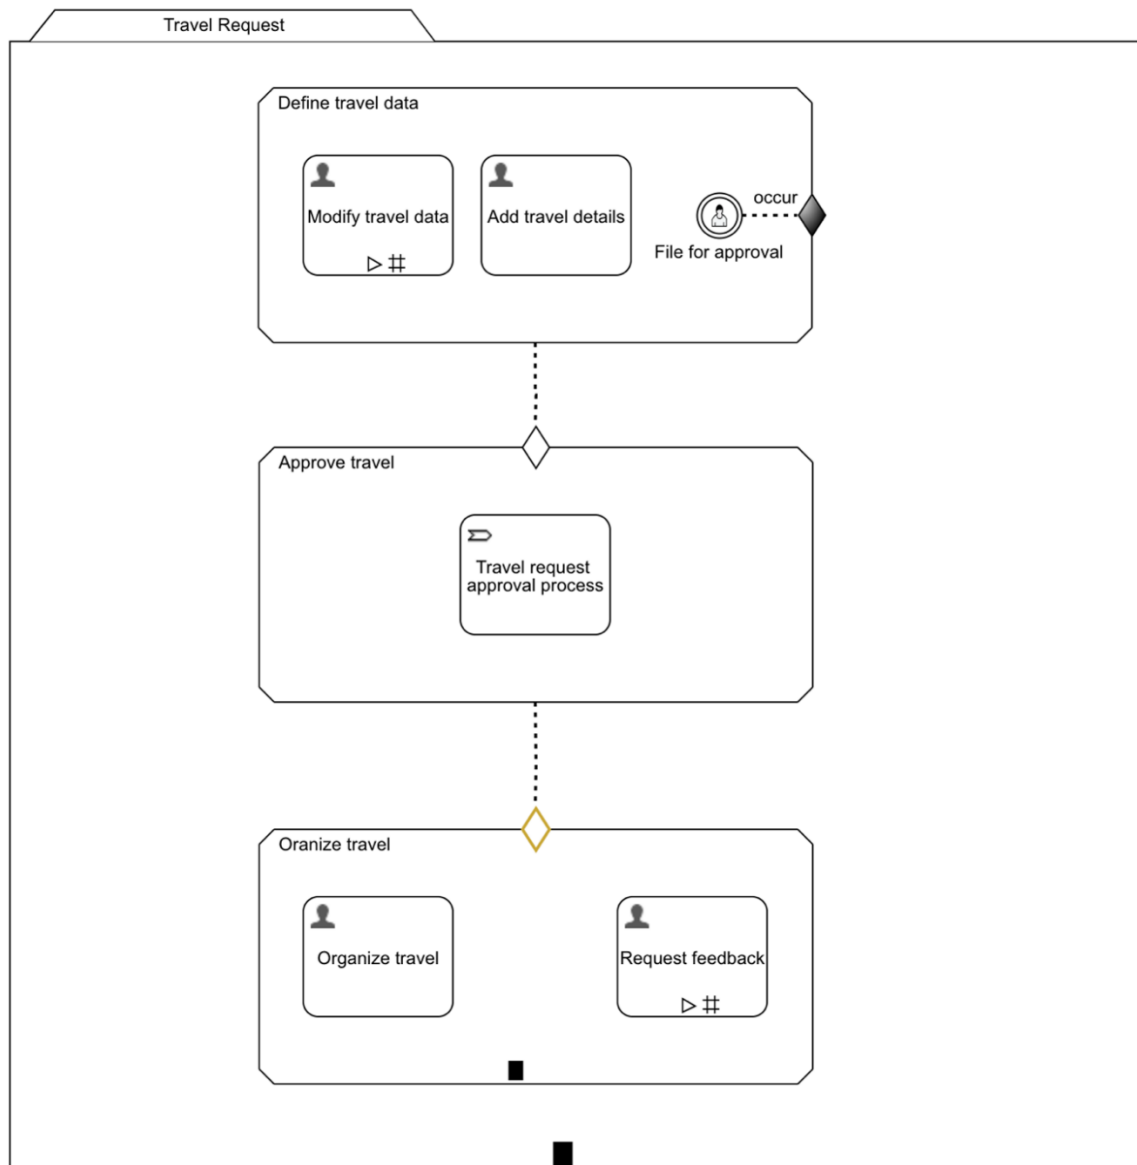 Travel Request
Define travel data
Modify travel data
Add travel details
occur
File for approval
Approve travel
Travel request
approval process
Oranize travel
Organize travel
Request feedback